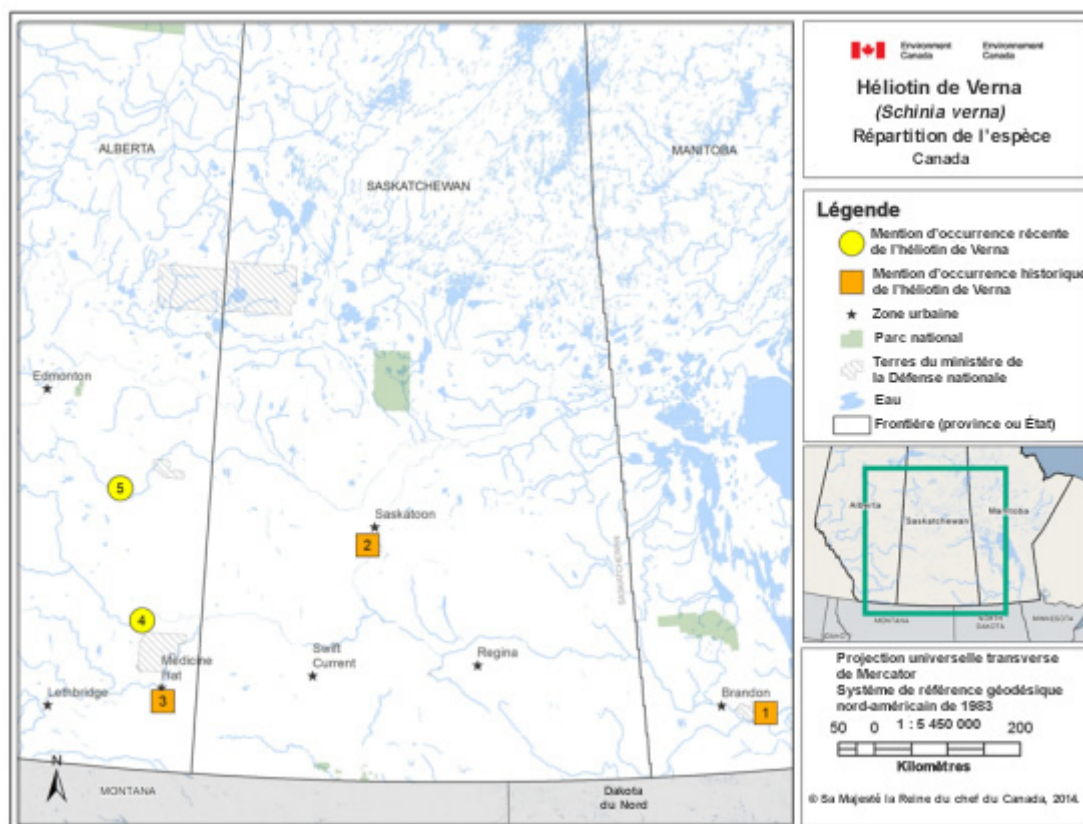 ALBERTA
SASKATCHEWAN
MANITOBA
Edmonton
5
Saskatoon
2
SASKATCHEWAN
4
Medicine
Hat
3
Lethbridge
Swift
Current
Regina
Brandon
1
N
MONTANA
Dakota
du Nord
Environment
Canada
Environnement
Canada
Héliotin de Verna
(Schinia verna)
Répartition de l'espèce
Canada
Légende
Mention d'occurrence récente
de l'héliotin de Verna
Mention d'occurrence historique
de l'héliotin de Verna
Zone urbaine
Parc national
Terres du ministère de
la Défense nationale
Eau
Frontière (province ou État)
Alberta
Saskatchewan
Manitoba
MONTANA
NORTH
DAKOTA
MINNESOTA
Projection universelle transverse
de Mercator
Système de référence géodésique
nord-américain de 1983
50 0 1 : 5 450 000 200
Kilomètres
© Sa Majesté la Reine du chef du Canada, 2014.